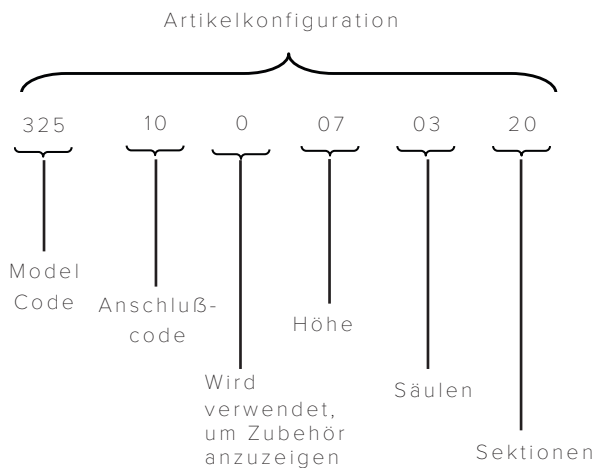 Artikelkonfiguration
325 10 0 07 03 20
Model
Code
Anschluß-
code
Wird
verwendet,
um Zubehör
anzuzeigen
Höhe
Säulen
Sektionen